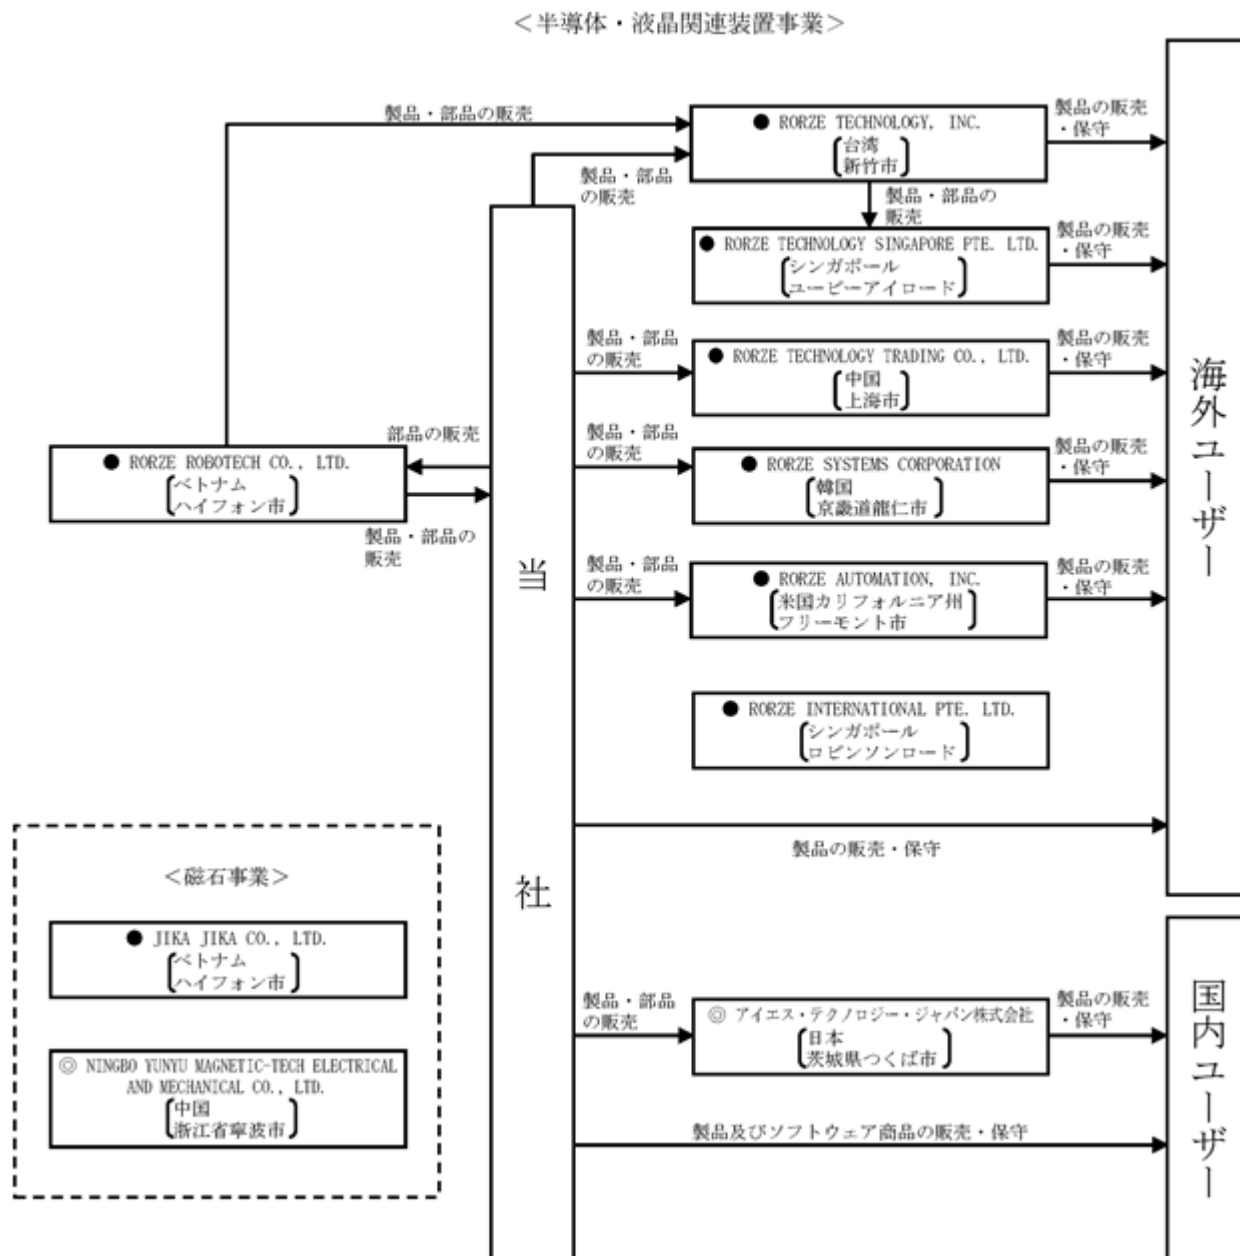 ＜半導体・液晶関連装置事業＞
製品・部品の販売
● RORZE TECHNOLOGY, INC.
台湾
新竹市
製品の販売
・保守
製品・部品
の販売
製品・部品の
販売
● RORZE TECHNOLOGY SINGAPORE PTE. LTD.
シンガポール
ユービーアイロード
製品の販売
・保守
製品・部品
の販売
● RORZE TECHNOLOGY TRADING CO., LTD.
中国
上海市
製品の販売
・保守
海外ユーザー
部品の販売
● RORZE ROBOTECH CO., LTD.
ベトナム
ハイフォン市
製品・部品の
販売
製品・部品
の販売
● RORZE SYSTEMS CORPORATION
韓国
京畿道龍仁市
製品の販売
・保守
当社
製品・部品
の販売
● RORZE AUTOMATION, INC.
米国カリフォルニア州
フリーモント市
製品の販売
・保守
● RORZE INTERNATIONAL PTE. LTD.
シンガポール
ロビンソンロード
製品の販売・保守
＜磁石事業＞
● JIKA JIKA CO., LTD.
ベトナム
ハイフォン市
◎ NINGBO YUNYU MAGNETIC-TECH ELECTRICAL
AND MECHANICAL CO., LTD.
中国
浙江省寧波市
製品・部品
の販売
◎ アイエス・テクノロジー・ジャパン株式会社
日本
茨城県つくば市
製品の販売
・保守
製品及びソフトウェア商品の販売・保守
国内ユーザー